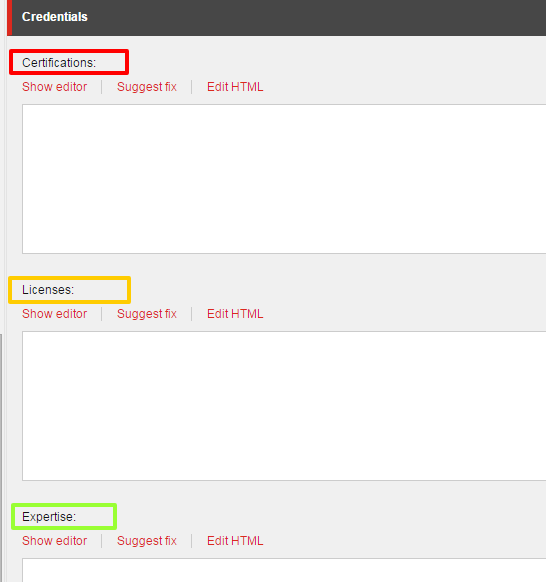 Credentials
Certifications:
Show editor Suggest fix Edit HTML
Licenses:
Show editor Suggest fix Edit HTML
Expertise:
Show editor Suggest fix Edit HTML